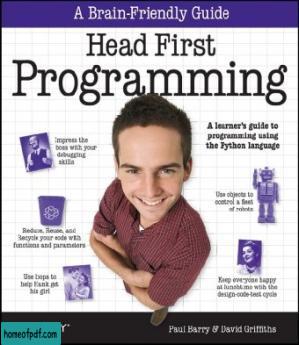 A Brain-Friendly Guide
Head First
Programming
A learner's guide to
programming using
the Python language
Impress the
boss with your
debugging
skills
Use objects to
control a fleet
of robots
Reduce, Reuse, and
Recycle your code with
functions and parameters
Use loops to
help Hank get
his girl
Keep everyone happy
at lunchtime with the
design-code-test cycle
homeofpdf.com
Paul Barry & David Griffiths